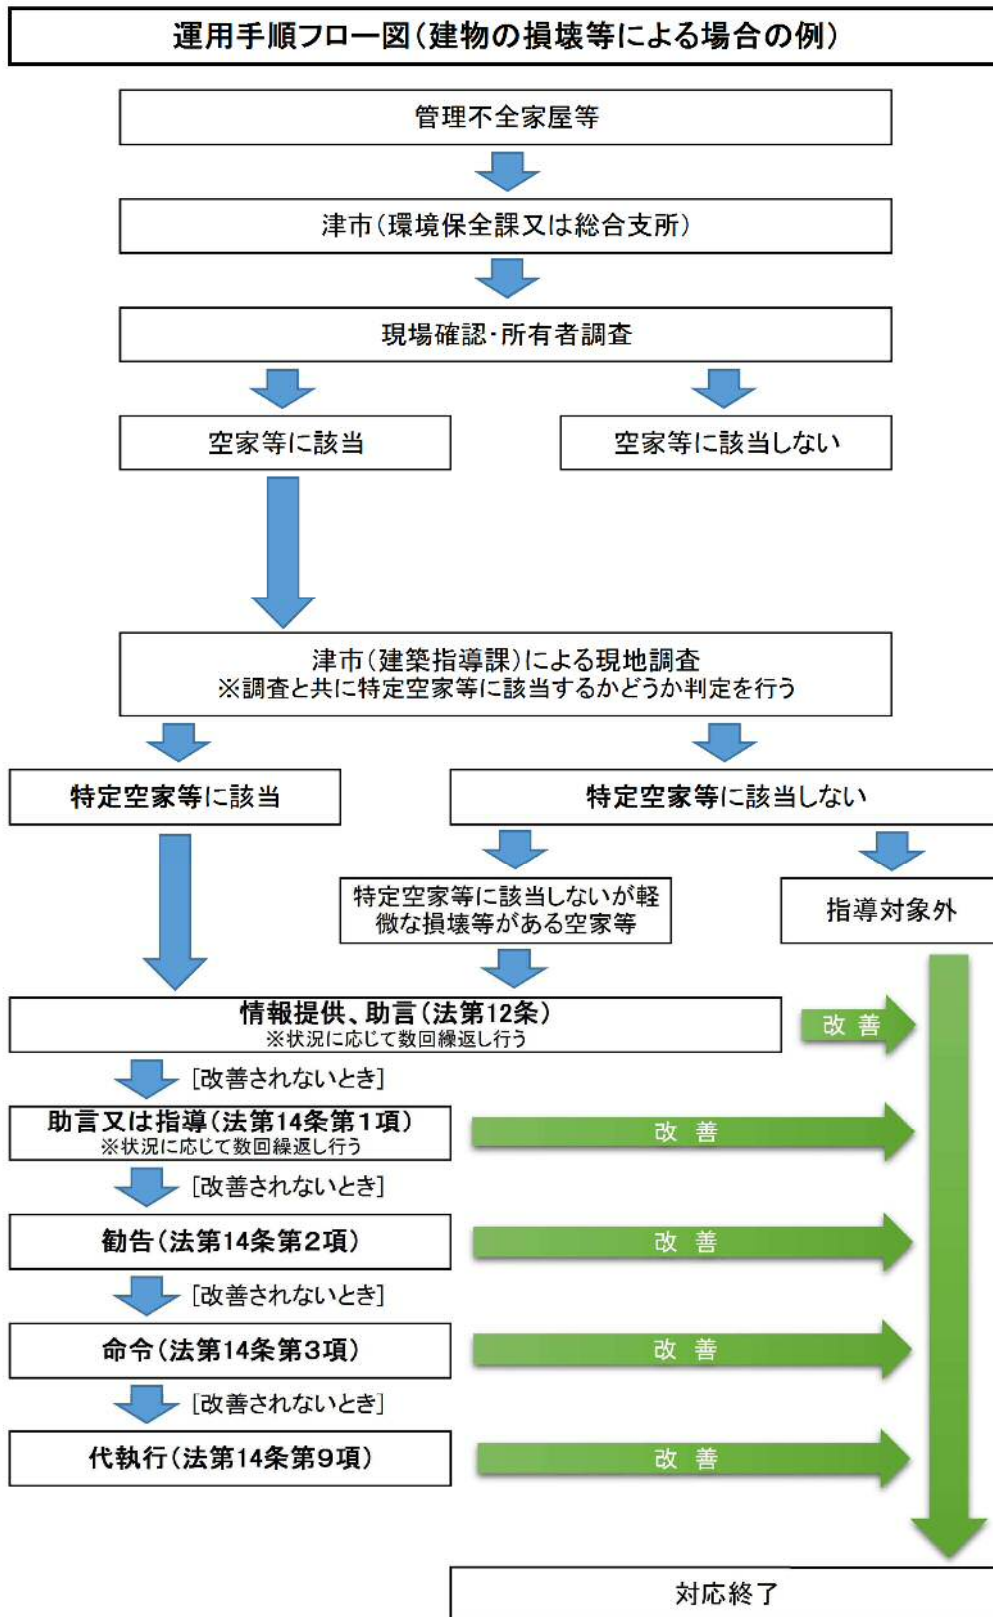 運用手順フロー図(建物の損壊等による場合の例)
管理不全家屋等
津市(環境保全課又は総合支所)
現場確認・所有者調査
空家等に該当
空家等に該当しない
津市(建築指導課)による現地調査
※調査と共に特定空家等に該当するかどうか判定を行う
特定空家等に該当
特定空家等に該当しない
特定空家等に該当しないが軽
微な損壊等がある空家等
指導対象外
情報提供、助言(法第12条)
※状況に応じて数回繰返し行う
改 善
[改善されないとき]
助言又は指導(法第14条第1項)
※状況に応じて数回繰返し行う
改 善
[改善されないとき]
勧告(法第14条第2項)
改 善
[改善されないとき]
命令(法第14条第3項)
改 善
[改善されないとき]
代執行(法第14条第9項)
改 善
対応終了